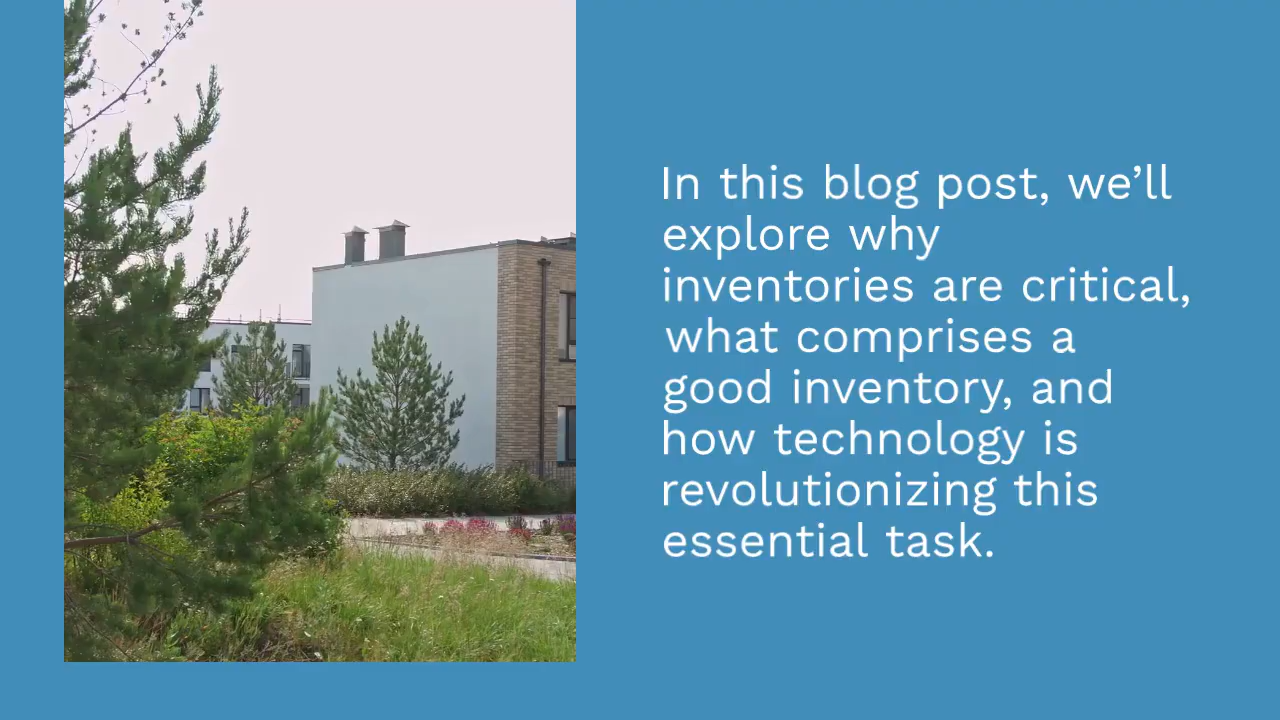 In this blog post, we’ll
explore why
inventories are critical,
what comprises a
good inventory, and
how technology is
revolutionizing this
essential task.